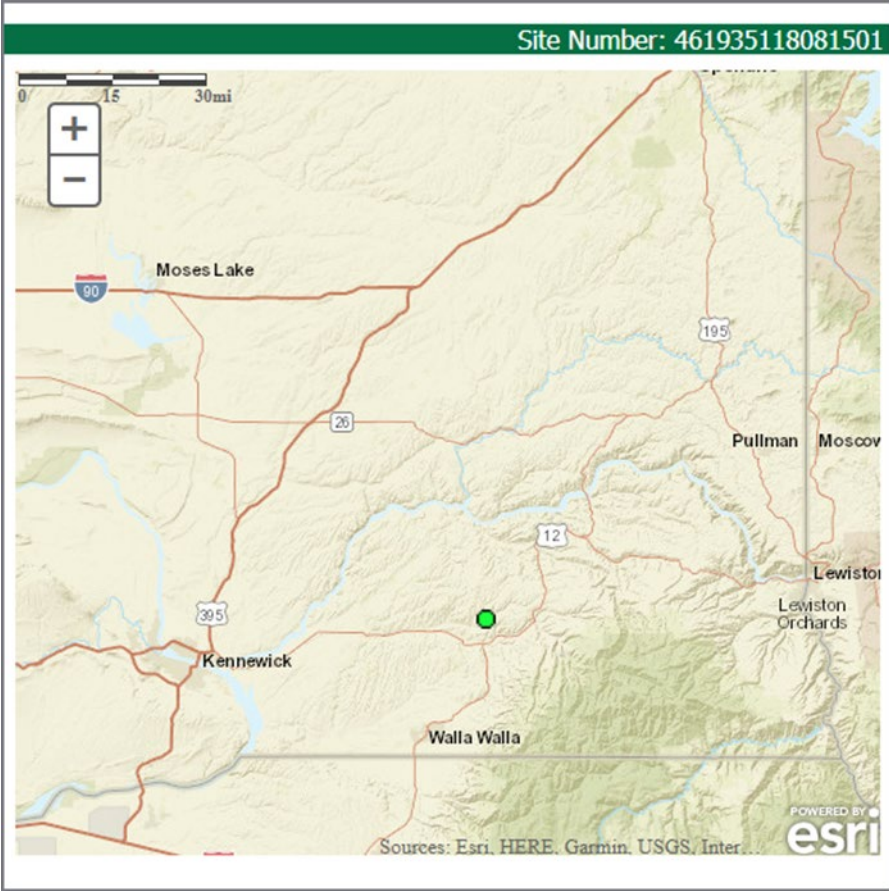 Site Number: 461935118081501
0 15 30mi
+
−
Moses Lake
90
195
26
Pullman
Moscow
12
Lewiston
395
Lewiston
Orchards
Kennewick
Walla Walla
POWERED BY
esri
Sources: Esri, HERE, Garmin, USGS, Inter...